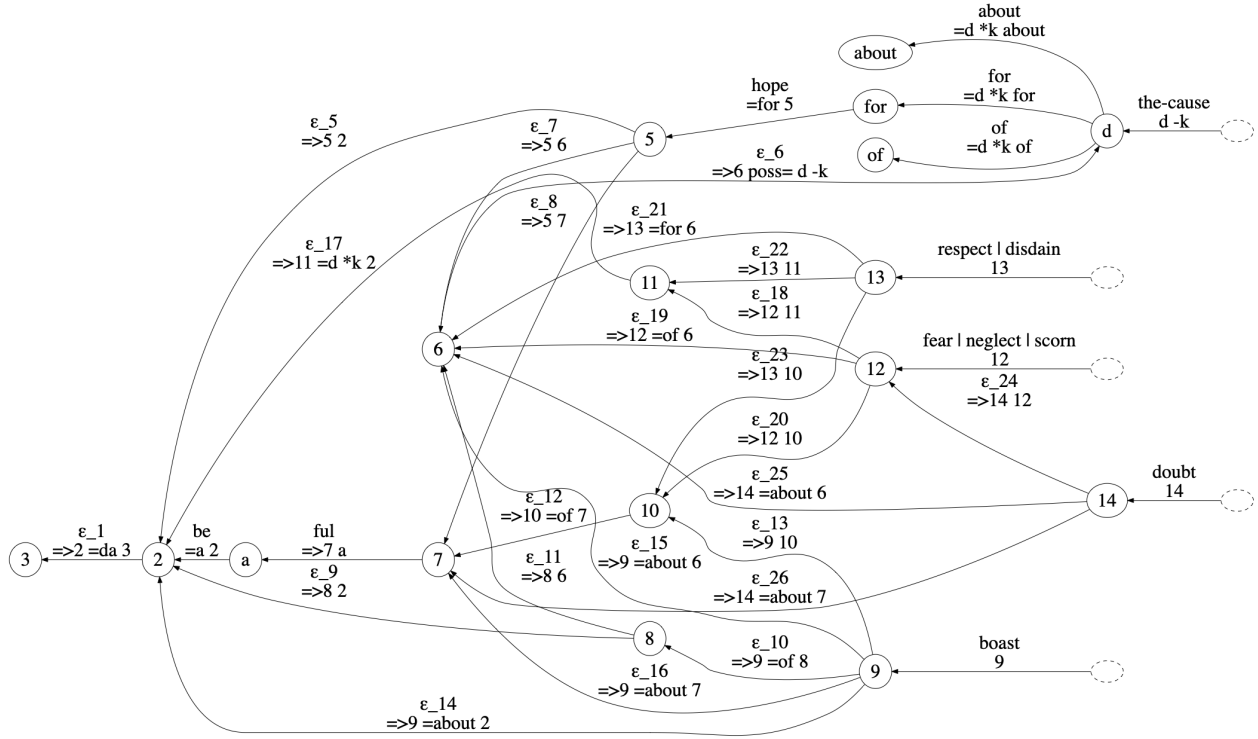 about
=d *k about
about
for
=d *k for
hope
=for 5
for
the-cause
d -k
d
of
=d *k of
of
ε_5
=>5 2
ε_7
=>5 6
5
ε_6
=>6 poss= d -k
ε_8
=>5 7
ε_21
=>13 =for 6
ε_17
=>11 =d *k 2
ε_22
=>13 11
respect | disdain
13
11
13
ε_18
=>12 11
ε_19
=>12 =of 6
6
ε_23
=>13 10
fear | neglect | scorn
12
12
ε_24
=>14 12
ε_20
=>12 10
ε_25
=>14 =about 6
doubt
14
14
ε_12
=>10 =of 7
10
ε_13
=>9 10
ε_15
=>9 =about 6
ε_1
=>2 =da 3
be
=a 2
ful
=>7 a
3
2
a
7
ε_11
=>8 6
ε_9
=>8 2
ε_26
=>14 =about 7
8
ε_10
=>9 =of 8
boast
9
9
ε_16
=>9 =about 7
ε_14
=>9 =about 2